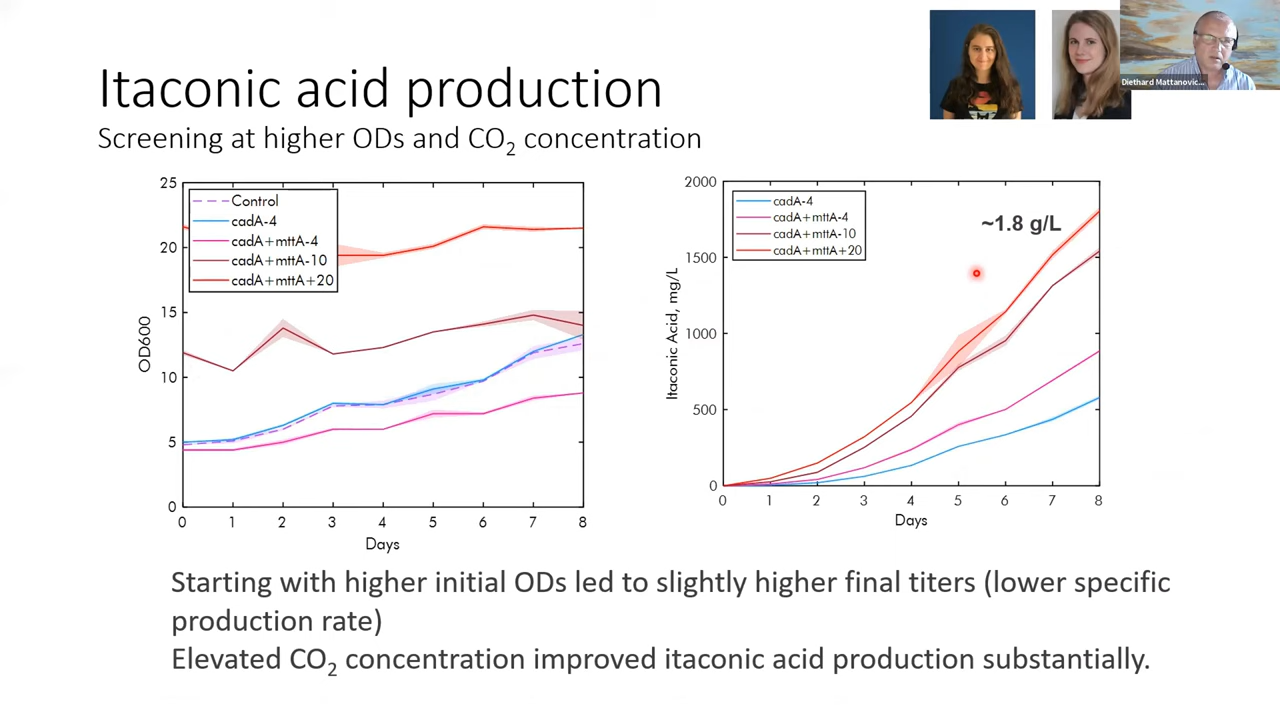 Diethard Mattanovic...
Itaconic acid production
Screening at higher ODs and CO2 concentration
25
20
15
10
5
0
OD600
Control
cadA-4
cadA+mttA-4
cadA+mttA-10
cadA+mttA+20
0 1 2 3 4 5 6 7 8
Days
2000
1500
1000
500
0
Itaconic Acid, mg/L
cadA-4
cadA+mttA-4
cadA+mttA-10
cadA+mttA+20
~1.8 g/L
0 1 2 3 4 5 6 7 8
Days
Starting with higher initial ODs led to slightly higher final titers (lower specific
production rate)
Elevated CO2 concentration improved itaconic acid production substantially.